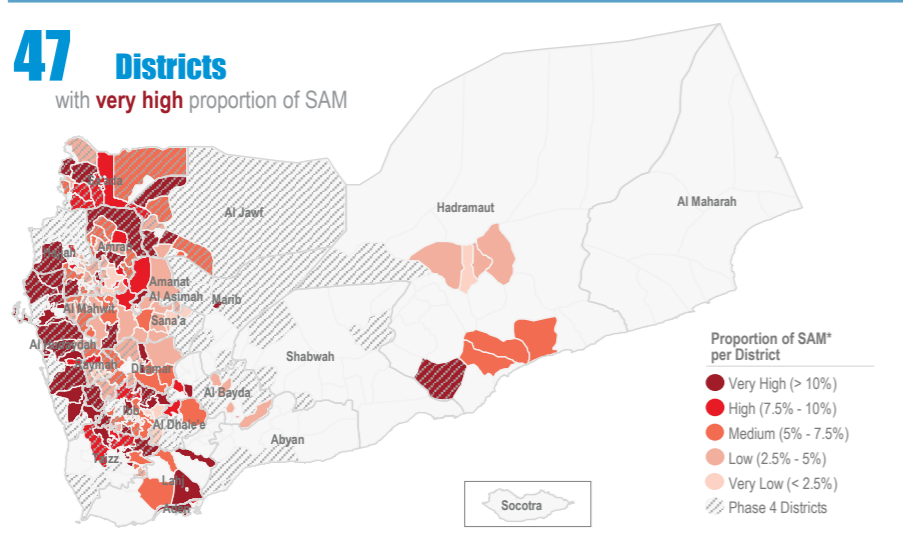 47 Districts
with very high proportion of SAM
Sa'ada
Al Jawf
Hadramaut
Al Maharah
Hajjah
Amran
Amanat
Al Asimah
Marib
Al Mahwit
Sana'a
Al Hudaydah
Raymah
Dhamar
Shabwah
Al Bayda
Ibb
Al Dhale'e
Abyan
Taizz
Lahj
Aden
Socotra
Proportion of SAM*
per District
Very High (> 10%)
High (7.5% - 10%)
Medium (5% - 7.5%)
Low (2.5% - 5%)
Very Low (< 2.5%)
Phase 4 Districts